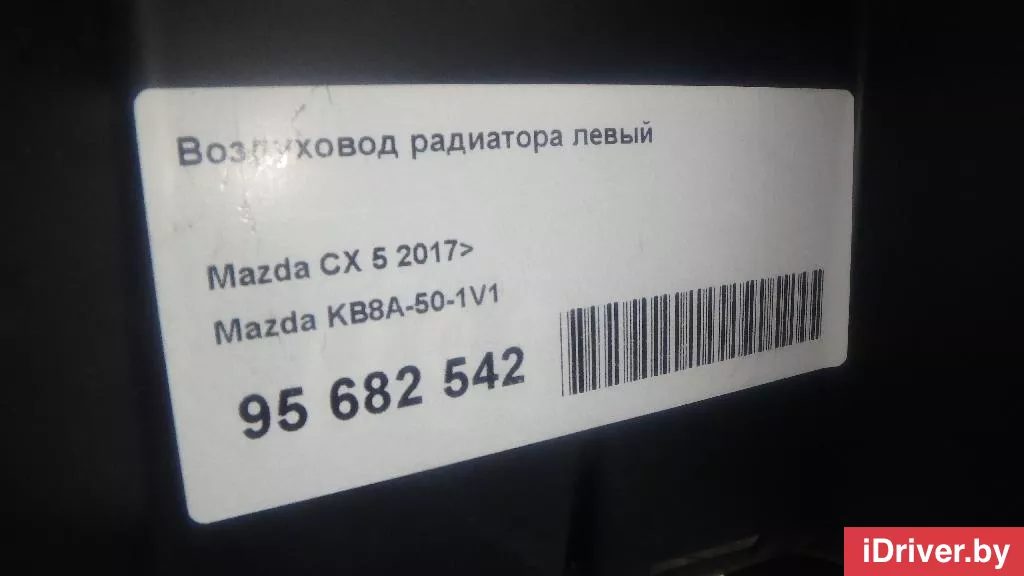 Воздуховод радиатора левый
Mazda CX 5 2017>
Mazda KB8A-50-1V1
95 682 542
iDriver.by